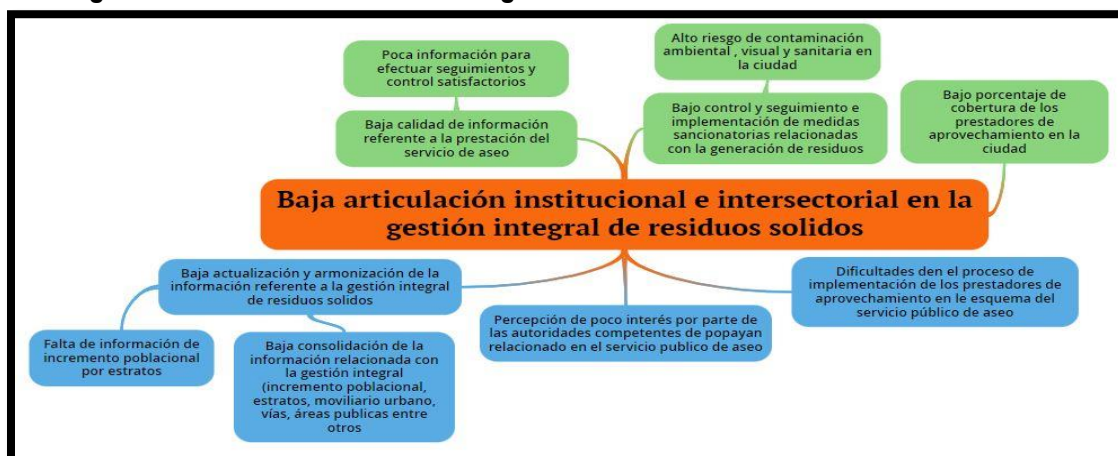 Poca información para
efectuar seguimientos y
control satisfactorios
Alto riesgo de contaminación
ambiental , visual y sanitaria en
la ciudad
Baja calidad de información
referente a la prestación del
servicio de aseo
Bajo control y seguimiento e
implementación de medidas
sancionatorias relacionadas
con la generación de residuos
Bajo porcentaje de
cobertura de los
prestadores de
aprovechamiento en la
ciudad
Baja articulación institucional e intersectorial en la
gestión integral de residuos solidos
Baja actualización y armonización de la
información referente a la gestión integral
de residuos solidos
Falta de información de
incremento poblacional
por estratos
Baja consolidación de la
información relacionada con
la gestión integral
(incremento poblacional,
estratos, moviliario urbano,
vías, áreas publicas entre
otros
Percepción de poco interés por parte de
las autoridades competentes de popayan
relacionado en el servicio publico de aseo
Dificultades den el proceso de
implementación de los prestadores de
aprovechamiento en le esquema del
servicio público de aseo